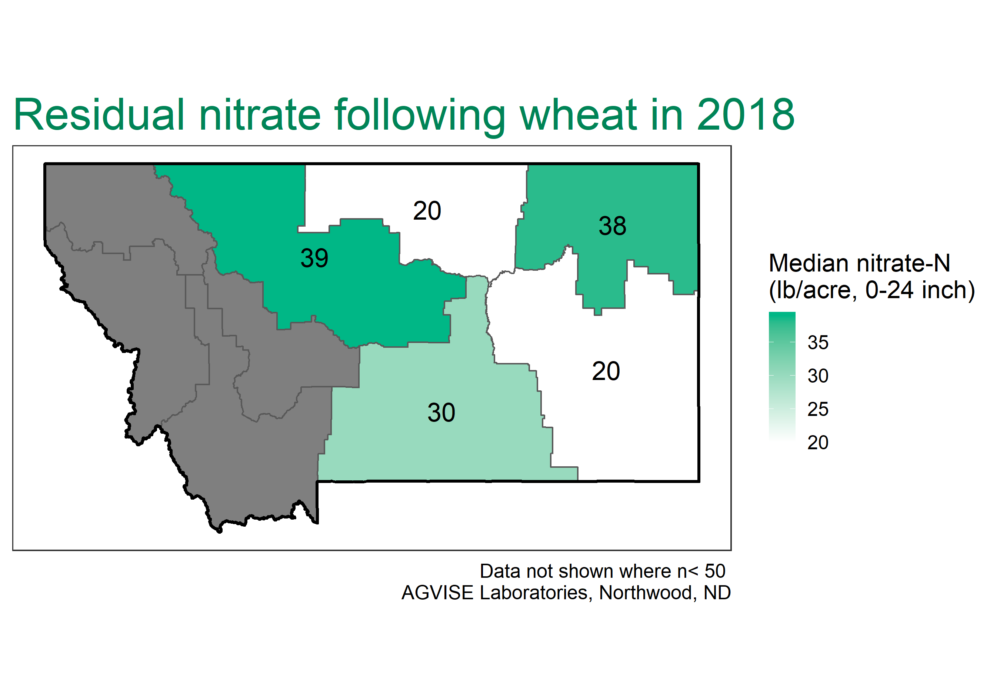 Residual nitrate following wheat in 2018
20
38
39
20
30
Median nitrate-N
(lb/acre, 0-24 inch)
35
30
25
20
Data not shown where n< 50
AGVISE Laboratories, Northwood, ND